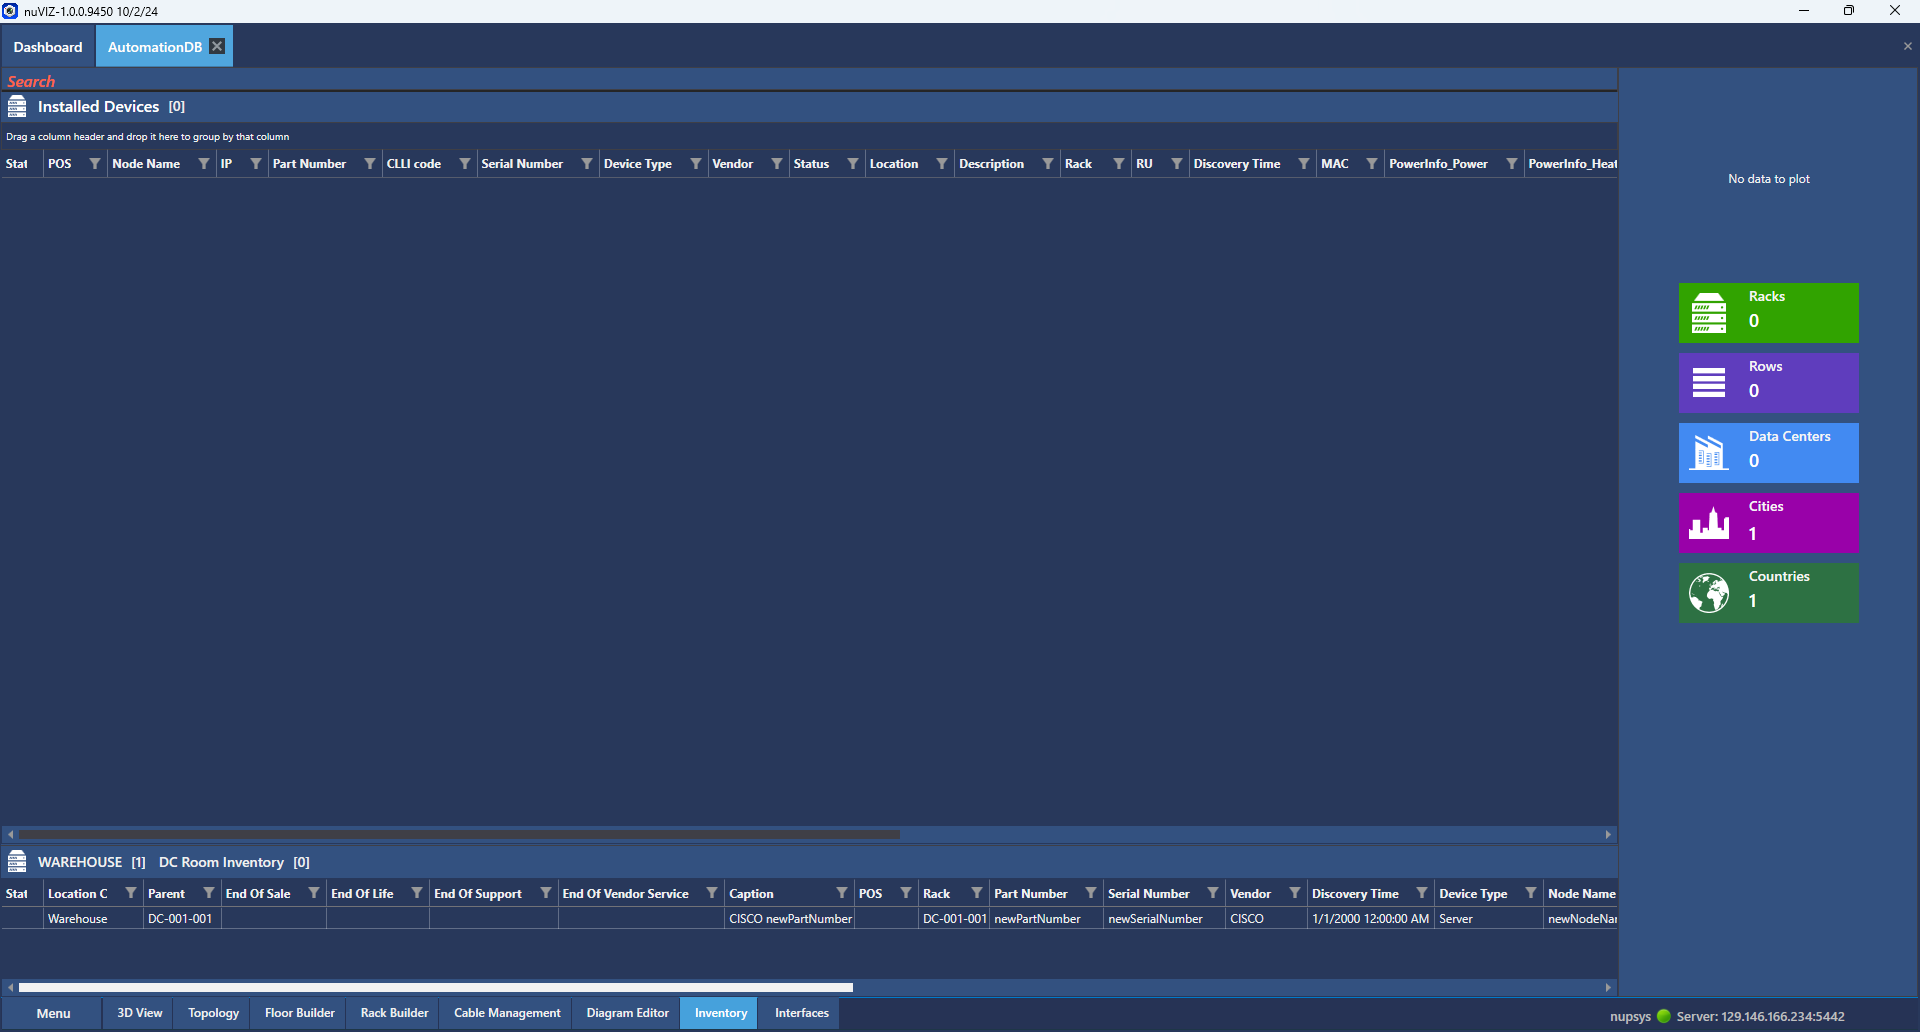 nuVIZ-1.0.0.9450 10/2/24
Dashboard AutomationDB
Search
Installed Devices [0]
Drag a column header and drop it here to group by that column
Stat POS Node Name IP Part Number CLLI code Serial Number Device Type Vendor Status Location Description Rack RU Discovery Time MAC PowerInfo_Power PowerInfo_Heat
No data to plot
Racks
0
Rows
0
Data Centers
0
Cities
1
Countries
1
WAREHOUSE [1] DC Room Inventory [0]
Stat Location C Parent End Of Sale End Of Life End Of Support End Of Vendor Service Caption POS Rack Part Number Serial Number Vendor Discovery Time Device Type Node Name
Warehouse DC-001-001 CISCO newPartNumber DC-001-001 newPartNumber newSerialNumber CISCO 1/1/2000 12:00:00 AM Server newNodeNa
Menu 3D View Topology Floor Builder Rack Builder Cable Management Diagram Editor Inventory Interfaces
nupsys Server: 129.146.166.234:5442